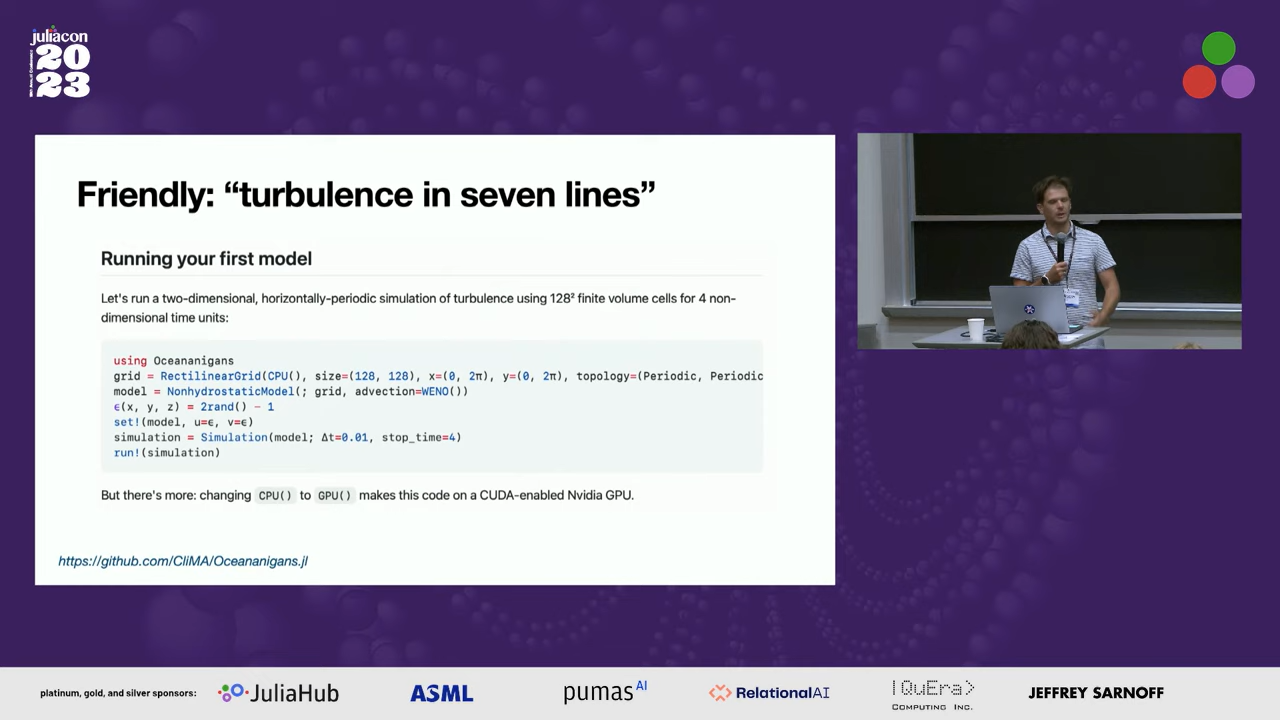 juliacon
20
23
Friendly: “turbulence in seven lines”
Running your first model
Let's run a two-dimensional, horizontally-periodic simulation of turbulence using 128² finite volume cells for 4 non-
dimensional time units:
using Oceananigans
grid = RectilinearGrid(CPU(), size=(128, 128), x=(0, 2π), y=(0, 2π), topology=(Periodic, Periodic
model = NonhydrostaticModel(; grid, advection=WENO())
ϵ(x, y, z) = 2rand() - 1
set!(model, u=ϵ, v=ϵ)
simulation = Simulation(model; Δt=0.01, stop_time=4)
run!(simulation)
But there's more: changing CPU() to GPU() makes this code on a CUDA-enabled Nvidia GPU.
https://github.com/CliMA/Oceananigans.jl
platinum, gold, and silver sponsors:
JuliaHub
ASML
pumasAI
RelationalAI
|QuEra>
COMPUTING INC.
JEFFREY SARNOFF